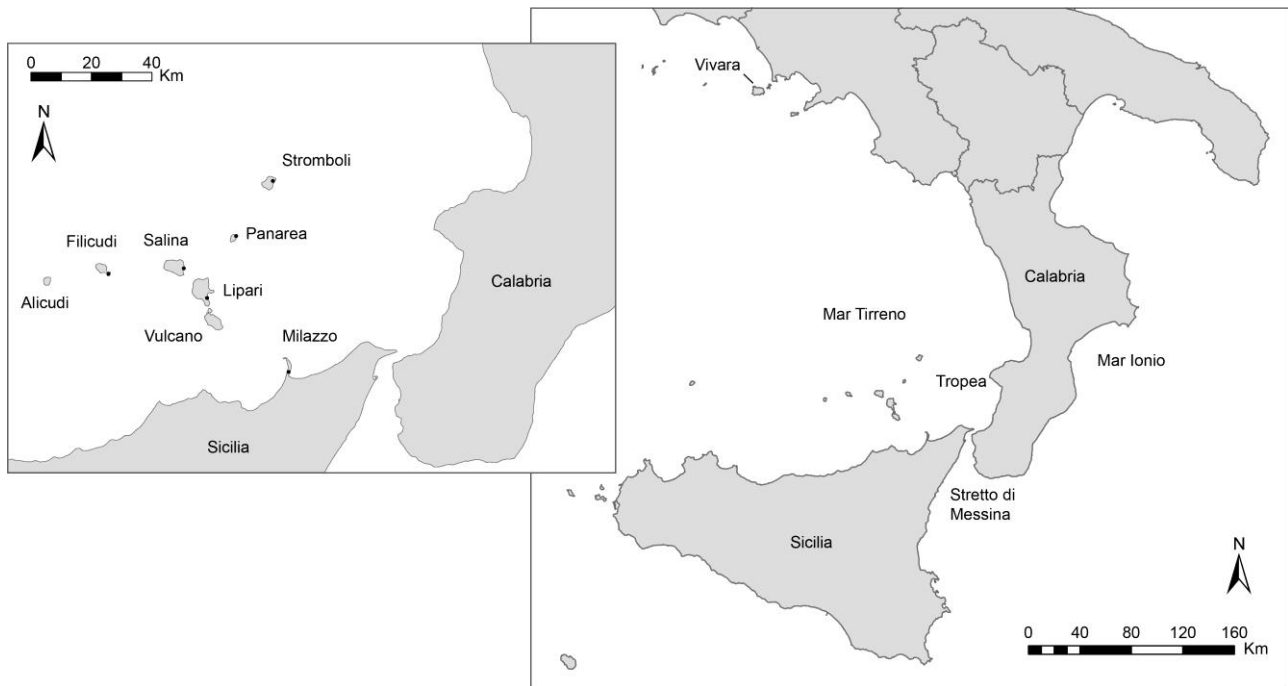 0 20 40
Km
N
Stromboli
Panarea
Filicudi
Salina
Lipari
Alicudi
Vulcano
Milazzo
Calabria
Sicilia
Vivara
Calabria
Mar Tirreno
Mar Ionio
Tropea
Stretto di
Messina
Sicilia
N
0 40 80 120 160
Km